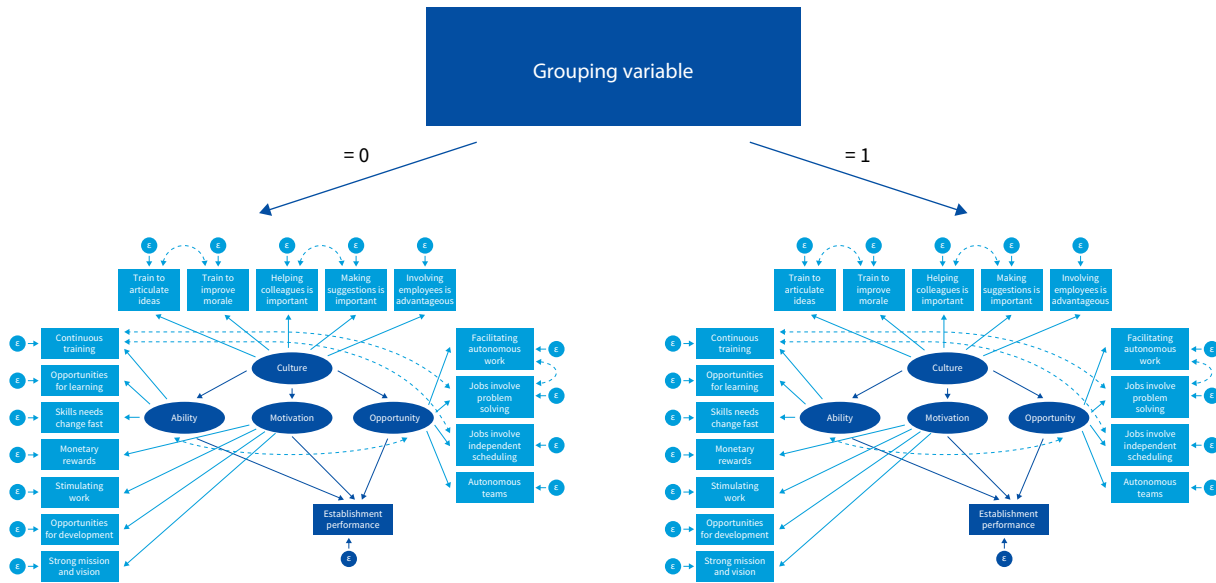 Grouping variable
= 0
= 1
ε
ε
ε
ε
ε
Train to
articulate
ideas
Train to
improve
morale
Helping
colleagues is
important
Making
suggestions is
important
Involving
employees is
advantageous
ε
Continuous
training
ε
Opportunities
for learning
ε
Skills needs
change fast
ε
Monetary
rewards
ε
Stimulating
work
ε
Opportunities
for development
ε
Strong mission
and vision
Culture
Ability
Motivation
Opportunity
Facilitating
autonomous
work
ε
Jobs involve
problem
solving
ε
Jobs involve
independent
scheduling
ε
Autonomous
teams
ε
Establishment
performance
ε
ε
ε
ε
ε
ε
Train to
articulate
ideas
Train to
improve
morale
Helping
colleagues is
important
Making
suggestions is
important
Involving
employees is
advantageous
ε
Continuous
training
ε
Opportunities
for learning
ε
Skills needs
change fast
ε
Monetary
rewards
ε
Stimulating
work
ε
Opportunities
for development
ε
Strong mission
and vision
Culture
Ability
Motivation
Opportunity
Facilitating
autonomous
work
ε
Jobs involve
problem
solving
ε
Jobs involve
independent
scheduling
ε
Autonomous
teams
ε
Establishment
performance
ε